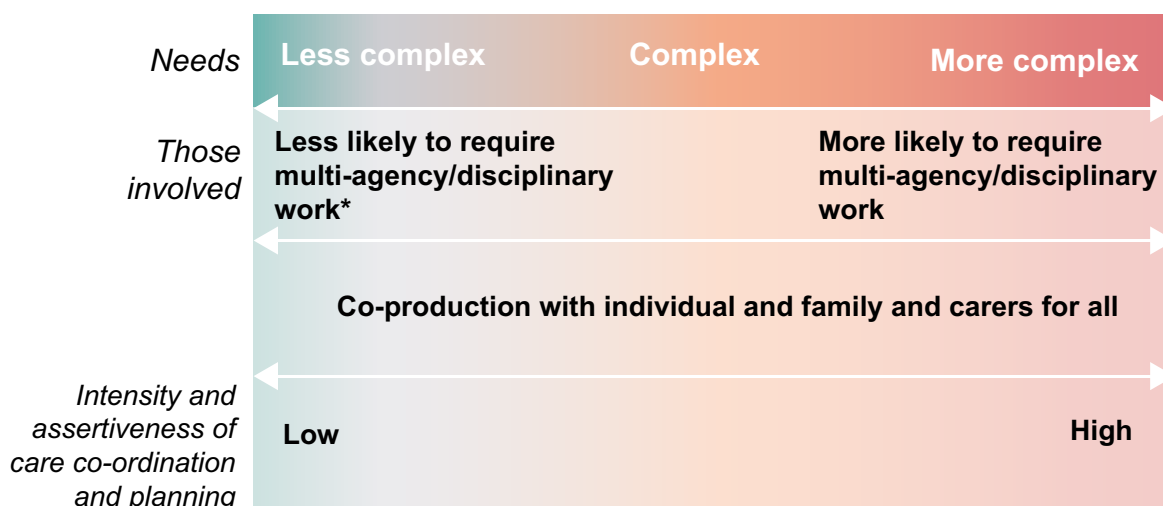 Needs
Less complex
Complex
More complex
Those
involved
Less likely to require
multi-agency/disciplinary
work*
More likely to require
multi-agency/disciplinary
work
Co-production with individual and family and carers for all
Intensity and
assertiveness of
care co-ordination
and planning
Low
High